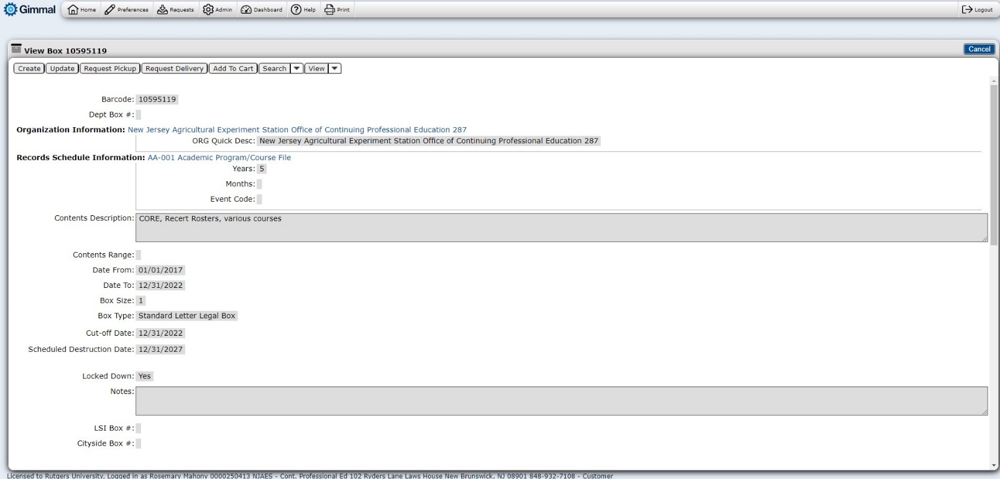 Gimmal Home Preferences Requests Admin Dashboard Help Print Logout
View Box 10595119 Cancel
Create Update Request Pickup Request Delivery Add To Cart Search View
Barcode: 10595119
Dept Box #:
Organization Information: New Jersey Agricultural Experiment Station Office of Continuing Professional Education 287
ORG Quick Desc: New Jersey Agricultural Experiment Station Office of Continuing Professional Education 287
Records Schedule Information: AA-001 Academic Program/Course File
Years: 5
Months:
Event Code:
Contents Description: CORE, Recert Rosters, various courses
Contents Range:
Date From: 01/01/2017
Date To: 12/31/2022
Box Size: 1
Box Type: Standard Letter Legal Box
Cut-off Date: 12/31/2022
Scheduled Destruction Date: 12/31/2027
Locked Down: Yes
Notes:
LSI Box #:
Cityside Box #:
Licensed to Rutgers University, Logged in as Rosemary Mahony 0000250413 NJAES - Cont. Professional Ed 102 Ryders Lane Laws House New Brunswick, NJ 08901 848-932-7108 - Customer